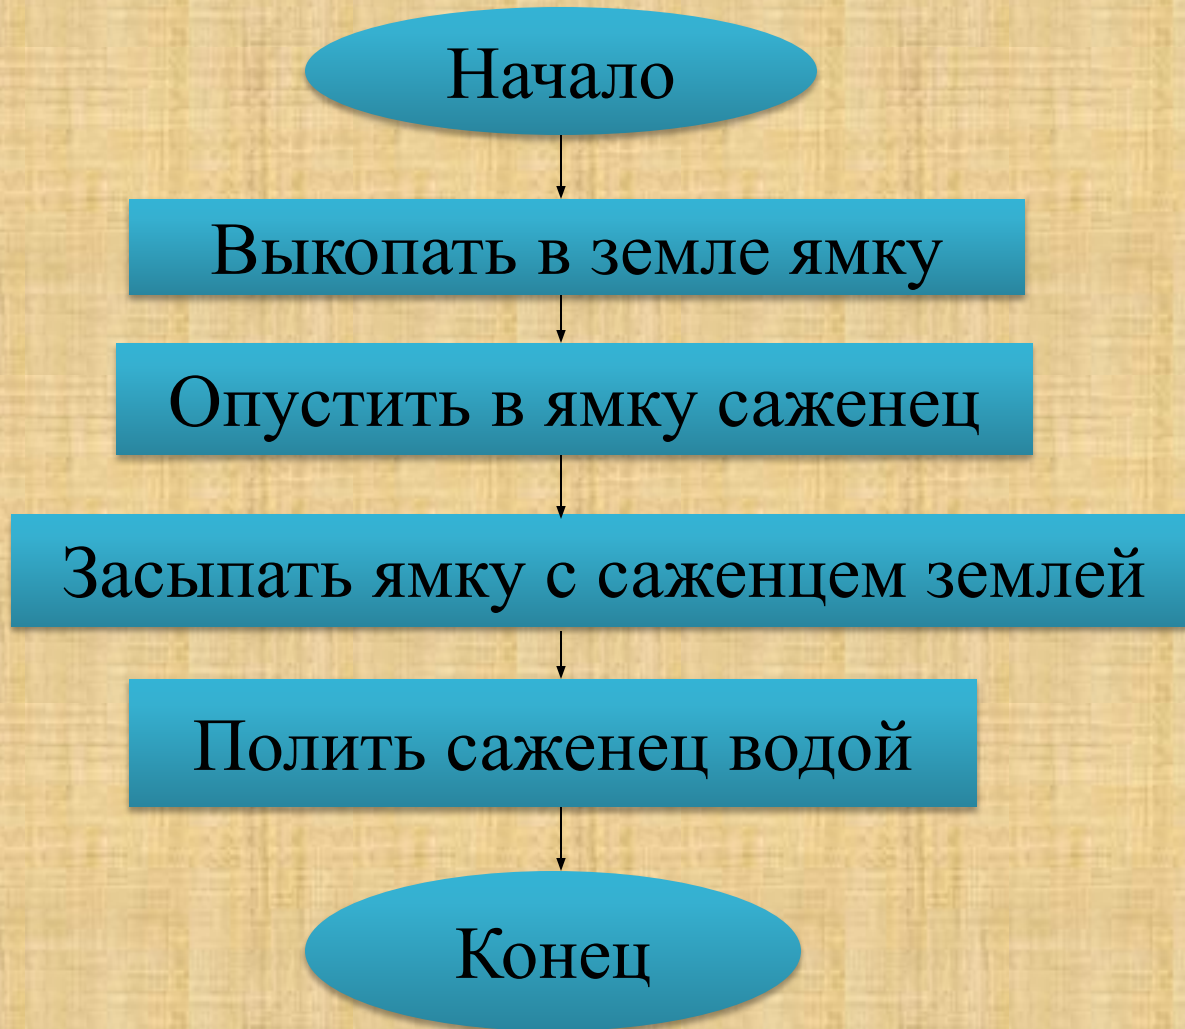 Начало
Выкопать в земле ямку
Опустить в ямку саженец
Засыпать ямку с саженцем землей
Полить саженец водой
Конец